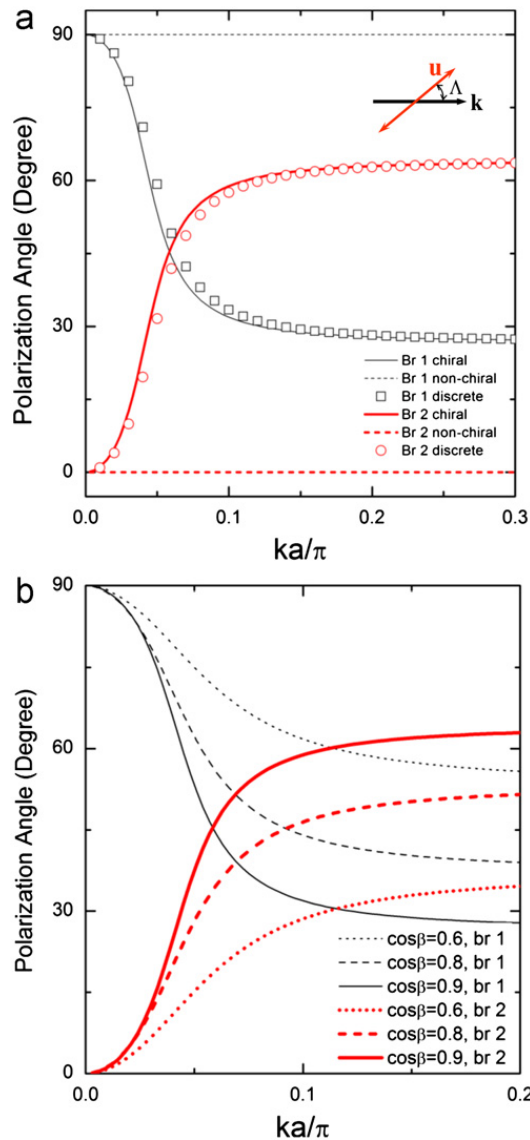 a
90
60
30
0
Polarization Angle (Degree)
u
Λ
k
Br 1 chiral
Br 1 non-chiral
Br 1 discrete
Br 2 chiral
Br 2 non-chiral
Br 2 discrete
0.0
0.1
0.2
0.3
ka/π
b
90
60
30
0
Polarization Angle (Degree)
cosβ=0.6, br 1
cosβ=0.8, br 1
cosβ=0.9, br 1
cosβ=0.6, br 2
cosβ=0.8, br 2
cosβ=0.9, br 2
0.0
0.1
0.2
ka/π